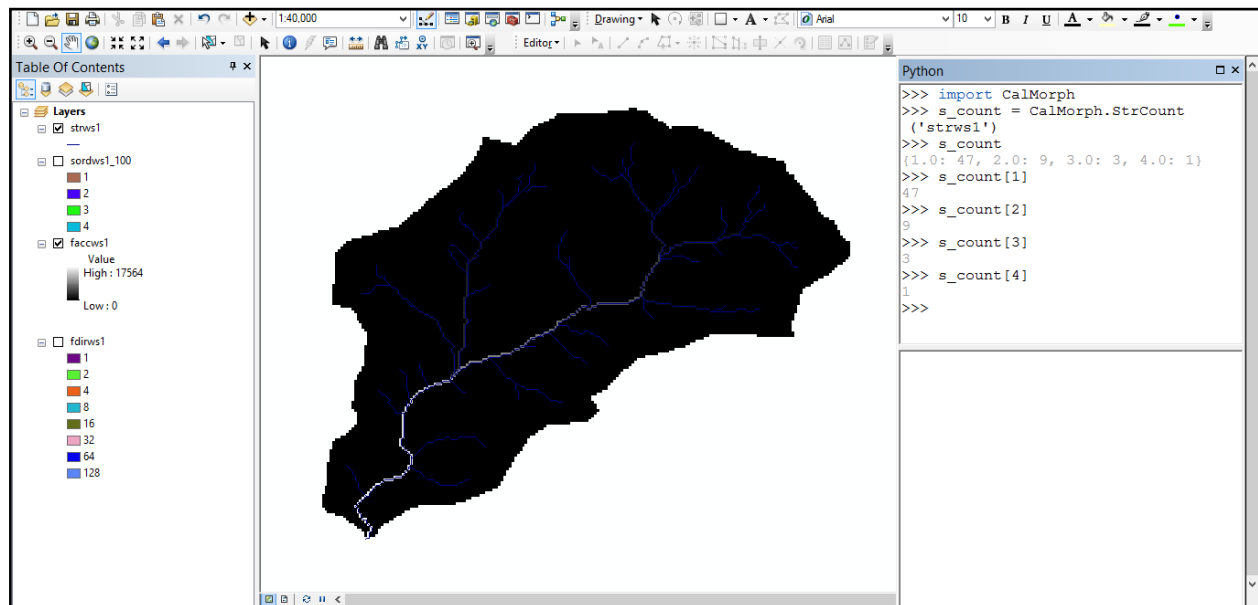 1:40,000
Drawing
A
Arial
10
B I U A
Editor
Table Of Contents
Layers
strws1
sordws1_100
1
2
3
4
faccws1
Value
High : 17564
Low : 0
fdirws1
1
2
4
8
16
32
64
128
Python
>>> import CalMorph
>>> s_count = CalMorph.StrCount
('strws1')
>>> s_count
{1.0: 47, 2.0: 9, 3.0: 3, 4.0: 1}
>>> s_count[1]
47
>>> s_count[2]
9
>>> s_count[3]
3
>>> s_count[4]
1
>>>